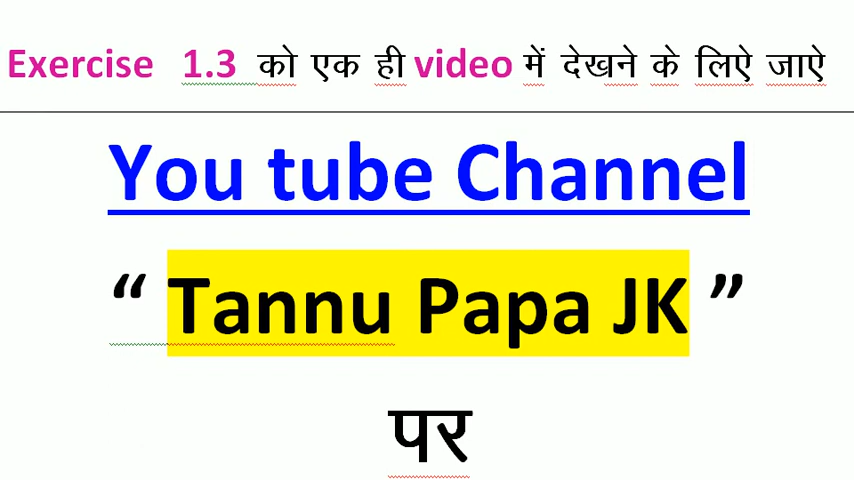 Exercise 1.3 को एक ही video में देखने के लिऐ जाऐ
You tube Channel
“ Tannu Papa JK ”
पर